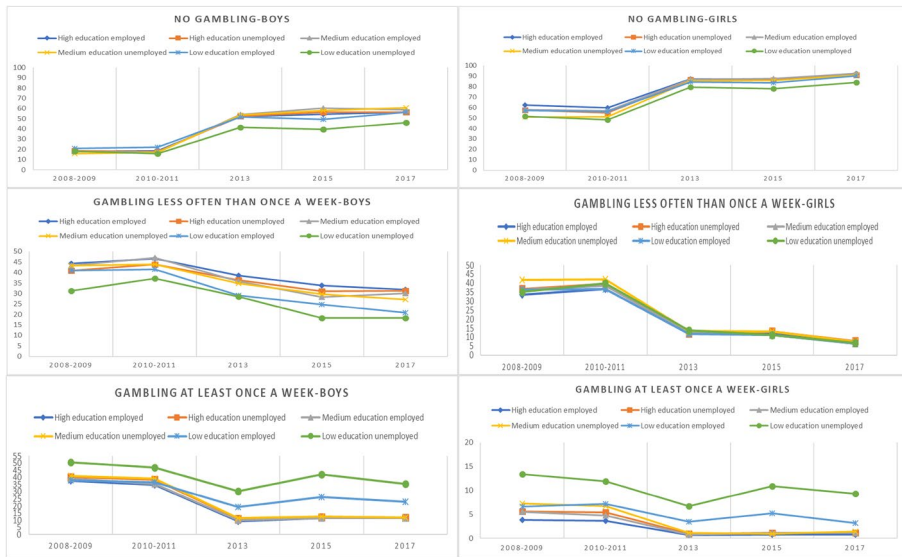 NO GAMBLING-BOYS
High education employed
High education unemployed
Medium education employed
Medium education unemployed
Low education employed
Low education unemployed
100
90
80
70
60
50
40
30
20
10
0
2008-2009
2010-2011
2013
2015
2017
NO GAMBLING-GIRLS
High education employed
High education unemployed
Medium education employed
Medium education unemployed
Low education employed
Low education unemployed
100
90
80
70
60
50
40
30
20
10
0
2008-2009
2010-2011
2013
2015
2017
GAMBLING LESS OFTEN THAN ONCE A WEEK-BOYS
High education employed
High education unemployed
Medium education employed
Medium education unemployed
Low education employed
Low education unemployed
50
45
40
35
30
25
20
15
10
5
0
2008-2009
2010-2011
2013
2015
2017
GAMBLING LESS OFTEN THAN ONCE A WEEK-GIRLS
High education employed
High education unemployed
Medium education employed
Medium education unemployed
Low education employed
Low education unemployed
50
45
40
35
30
25
20
15
10
5
0
2008-2009
2010-2011
2013
2015
2017
GAMBLING AT LEAST ONCE A WEEK-BOYS
High education employed
High education unemployed
Medium education employed
Medium education unemployed
Low education employed
Low education unemployed
55
50
45
40
35
30
25
20
15
10
5
0
2008-2009
2010-2011
2013
2015
2017
GAMBLING AT LEAST ONCE A WEEK-GIRLS
High education employed
High education unemployed
Medium education employed
Medium education unemployed
Low education employed
Low education unemployed
20
15
10
5
0
2008-2009
2010-2011
2013
2015
2017